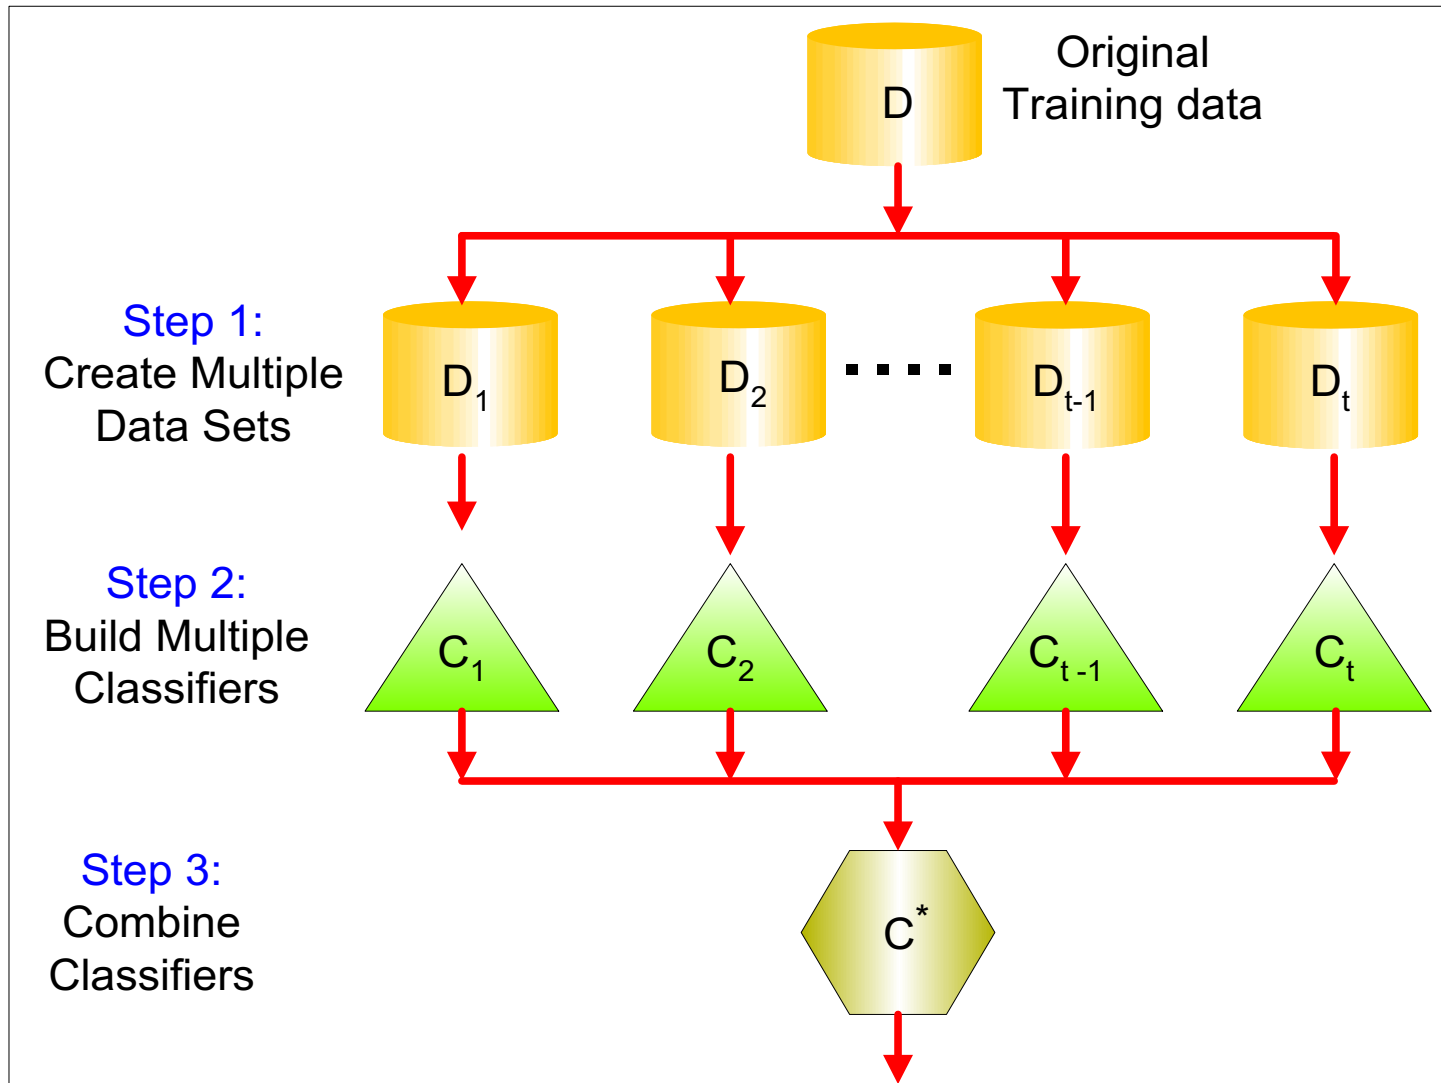 D
Original
Training data
Step 1:
Create Multiple
Data Sets
D₁
D₂
Dₜ₋₁
Dₜ
Step 2:
Build Multiple
Classifiers
C₁
C₂
Cₜ ₋₁
Cₜ
Step 3:
Combine
Classifiers
C*